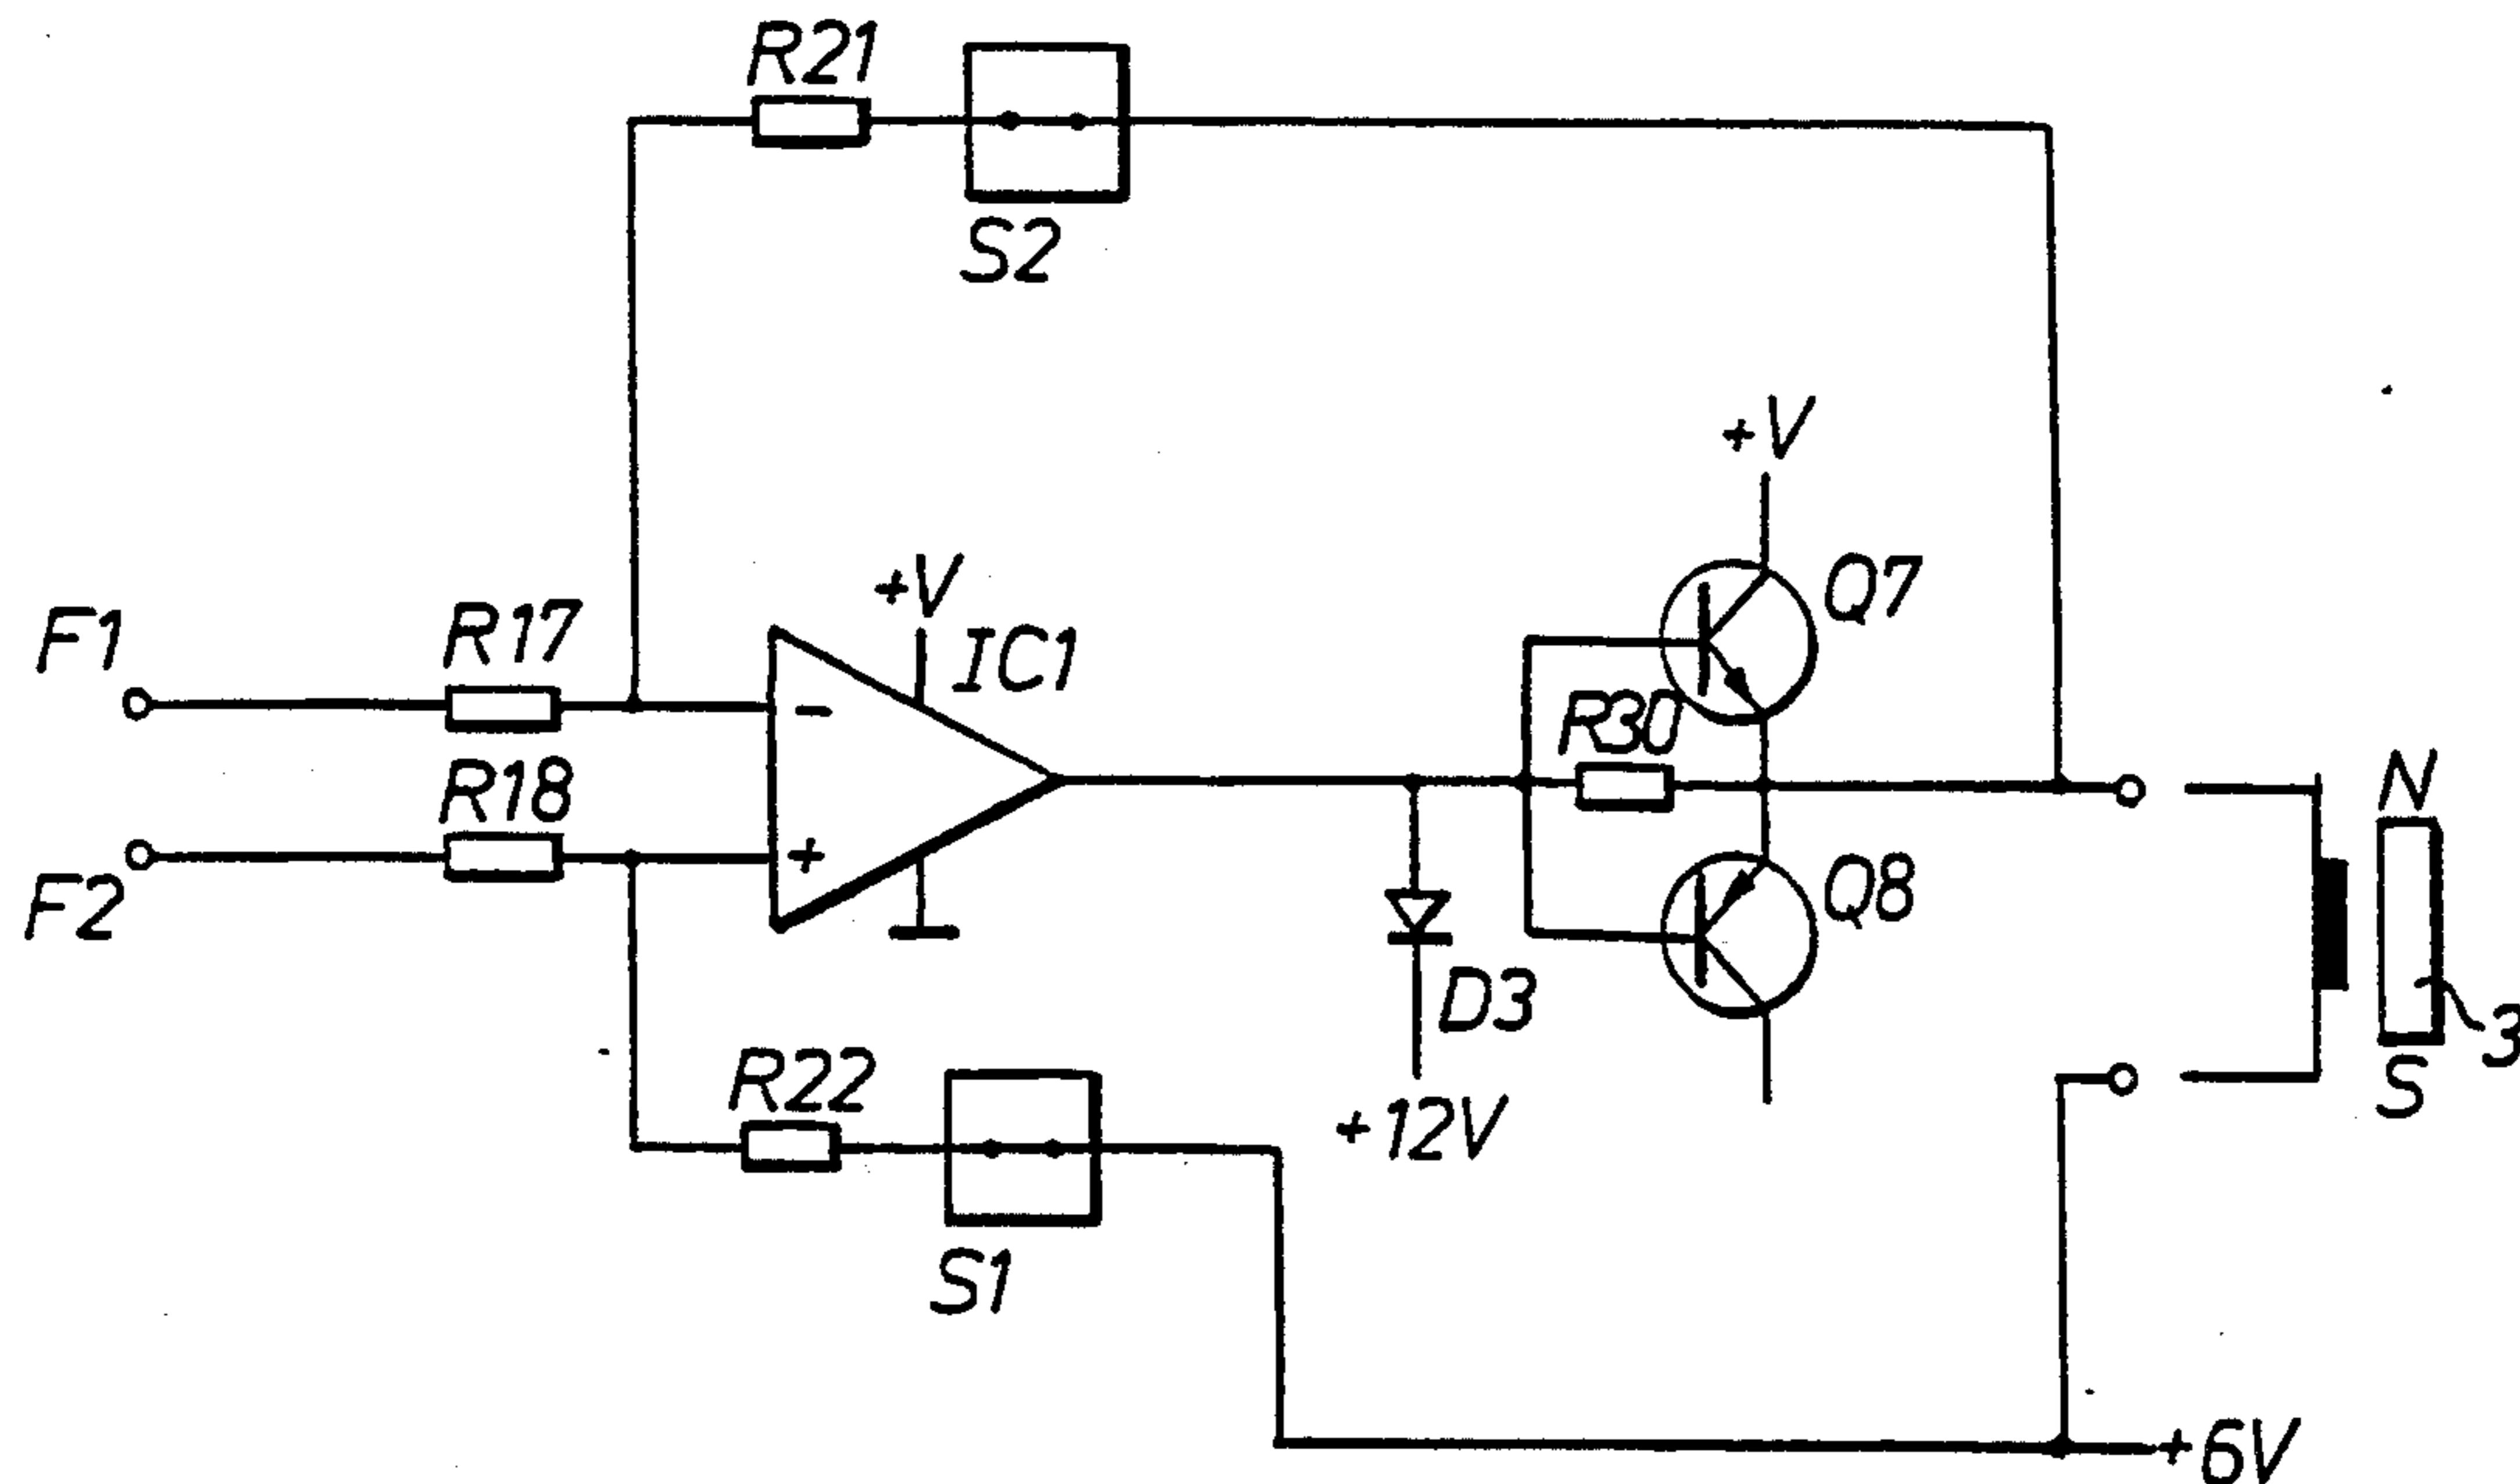 R21
S2
+V
+V
IC1
Q7
F1
R17
R30
-
N
R18
+
F2
Q8
D3
3
R22
+12V
S
S1
+6V